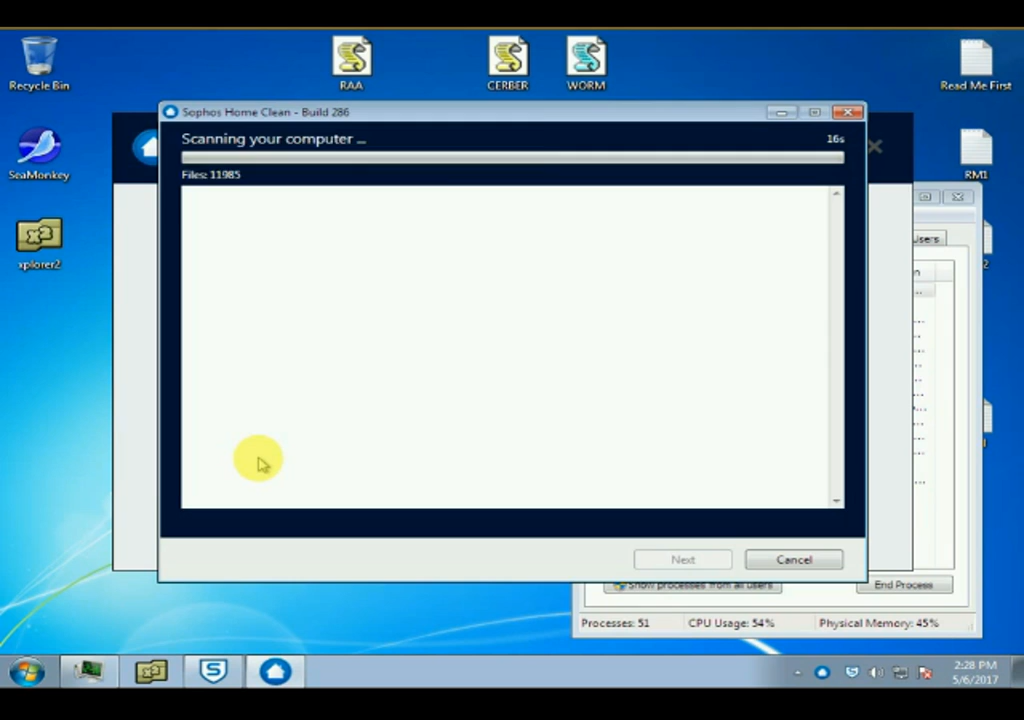 Recycle Bin
RAA
CERBER
WORM
Read Me First
Sophos Home Clean - Build 286
Scanning your computer ...
16s
Files: 11985
SeaMonkey
RM1
xplorer2
Users
Next
Cancel
Show processes from all users
End Process
Processes: 51
CPU Usage: 54%
Physical Memory: 45%
2:28 PM
5/6/2017